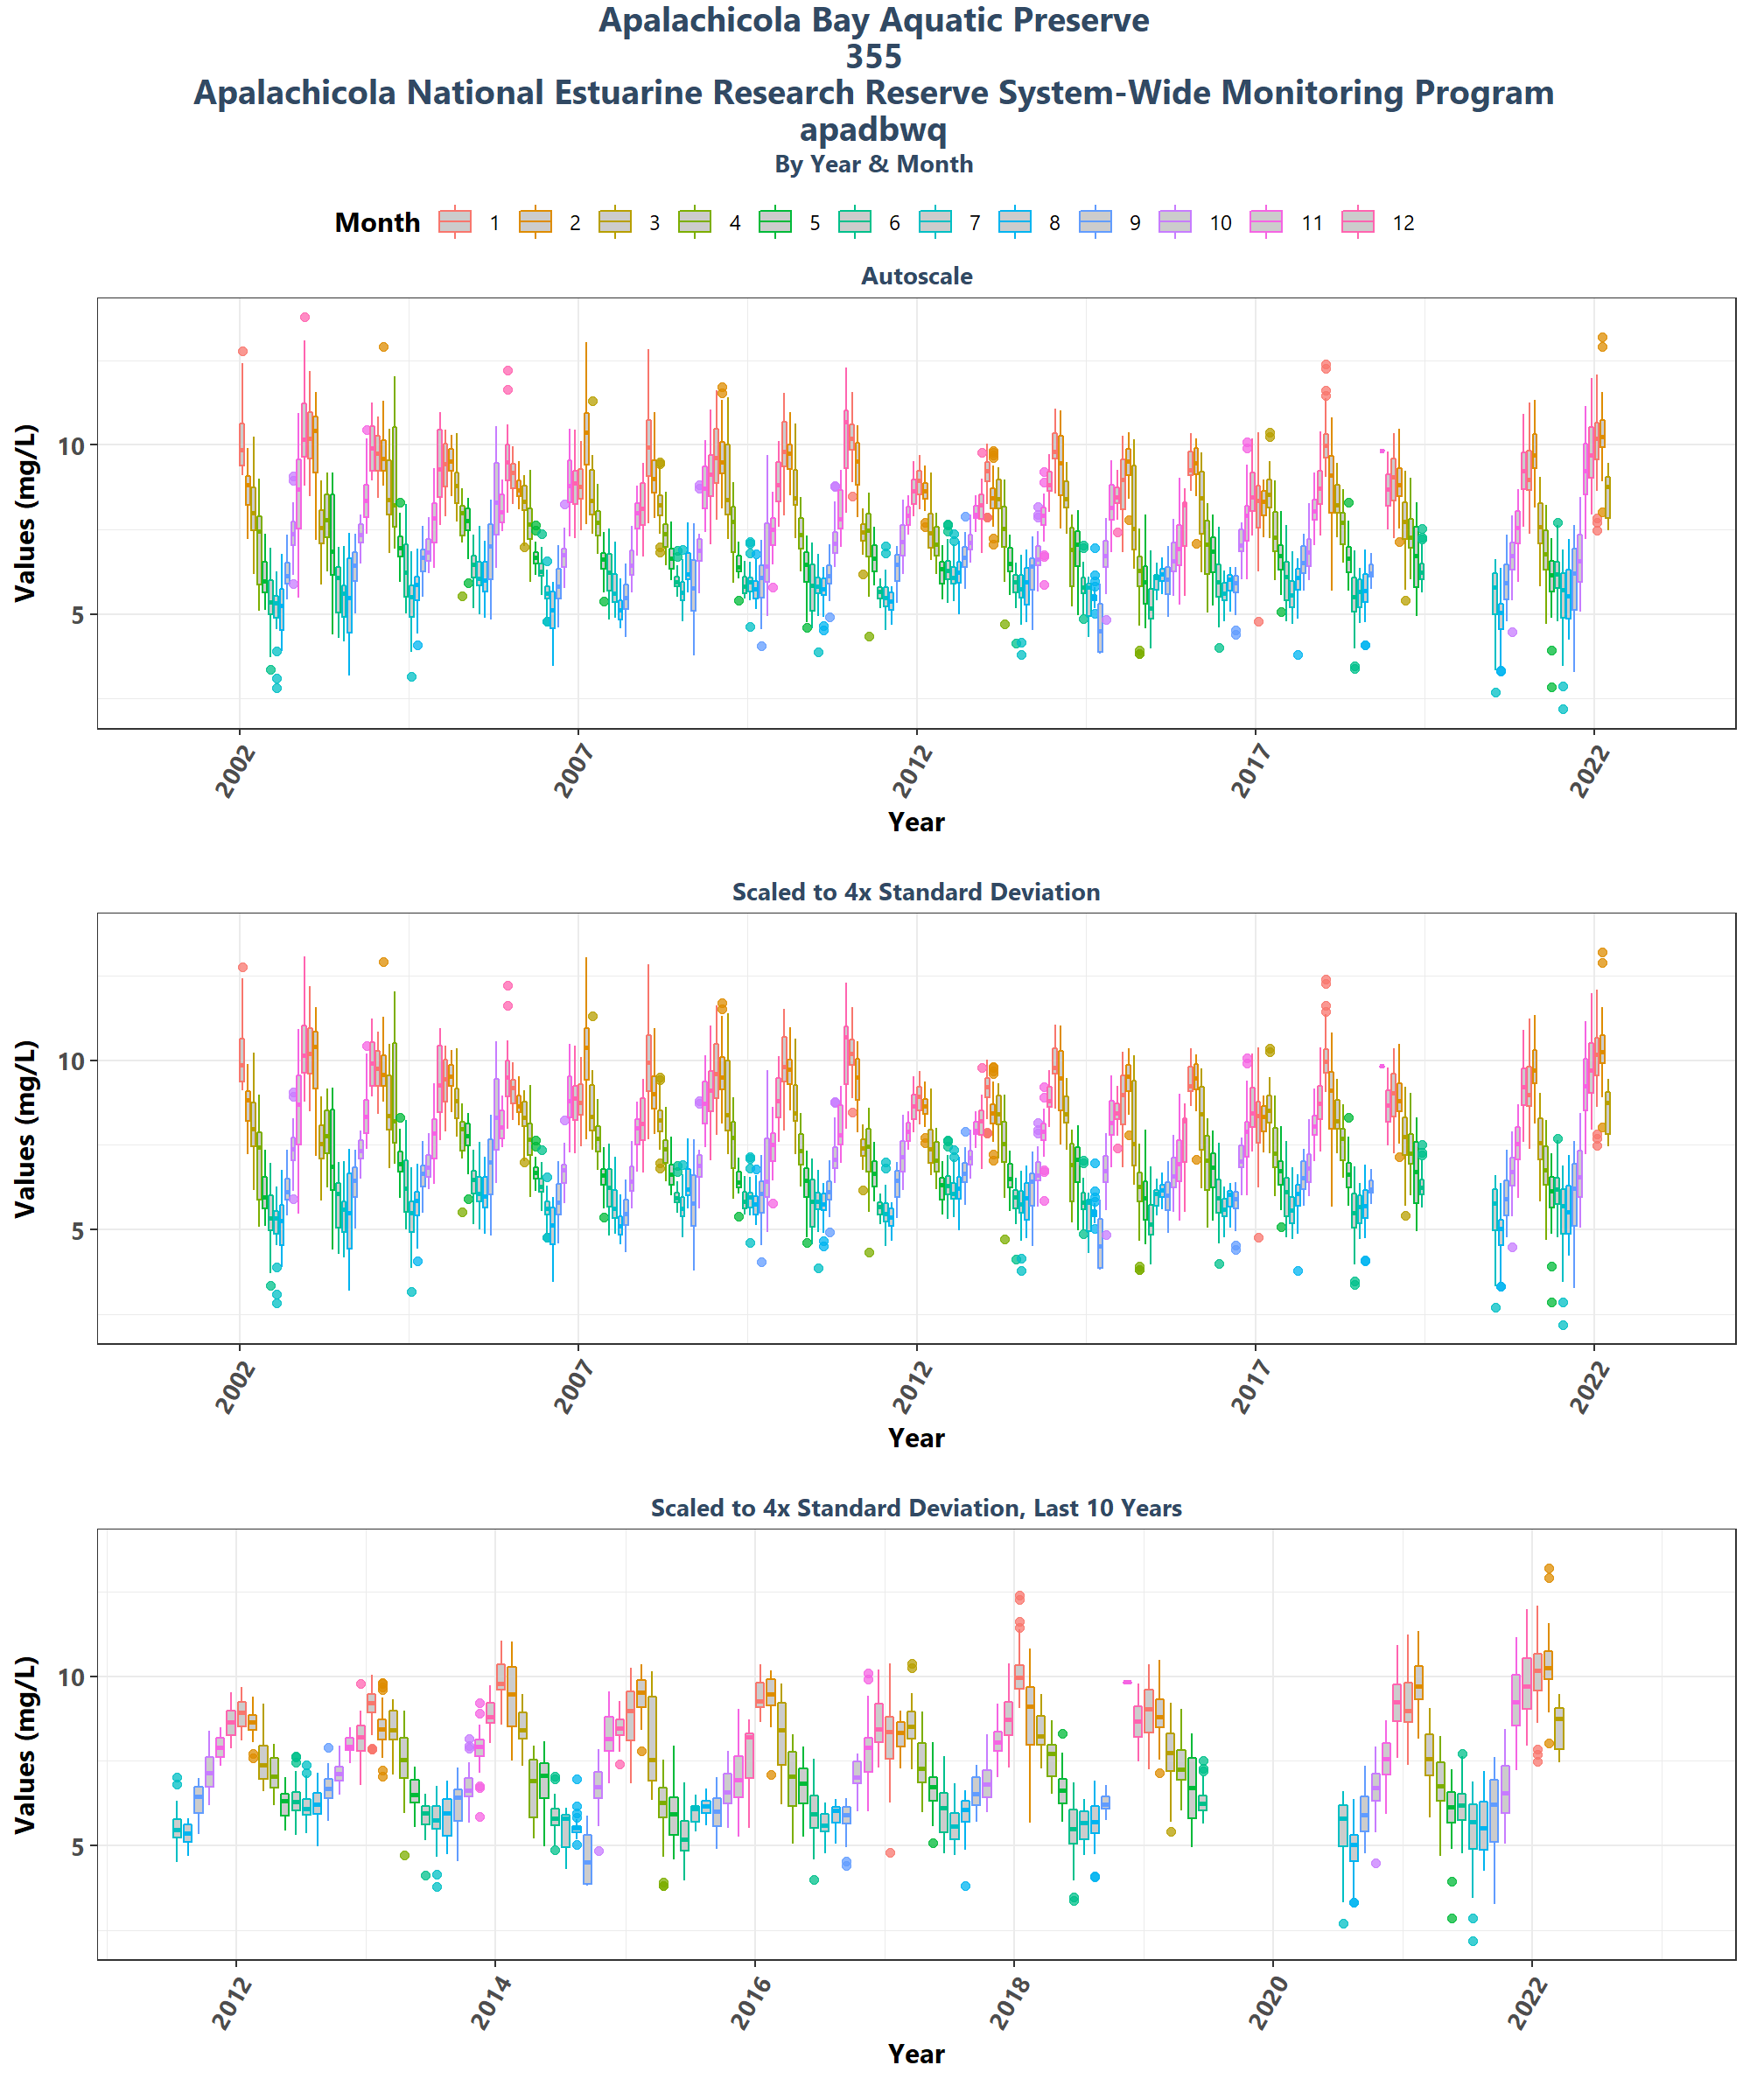 Apalachicola Bay Aquatic Preserve
355
Apalachicola National Estuarine Research Reserve System-Wide Monitoring Program
apadbwq
By Year & Month
Month 1 2 3 4 5 6 7 8 9 10 11 12
Autoscale
Values (mg/L)
10
5
2002 2007 2012 2017 2022
Year
Scaled to 4x Standard Deviation
Values (mg/L)
10
5
2002 2007 2012 2017 2022
Year
Scaled to 4x Standard Deviation, Last 10 Years
Values (mg/L)
10
5
2012 2014 2016 2018 2020 2022
Year